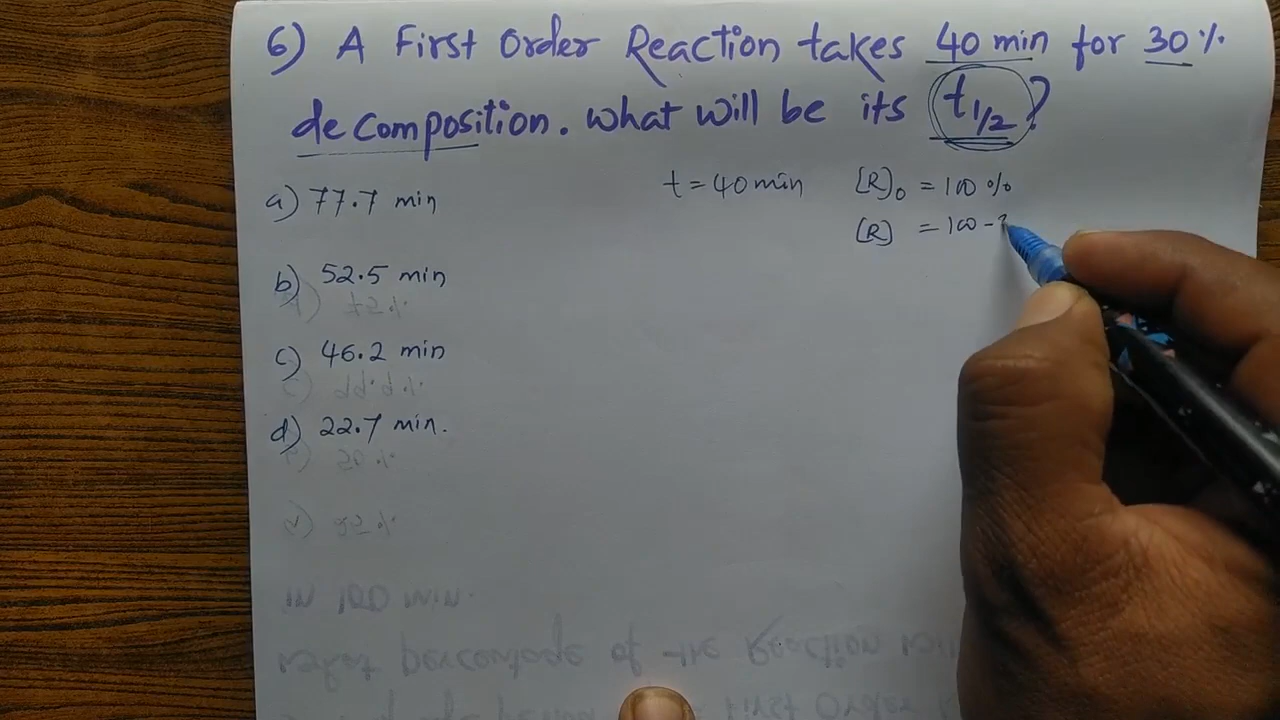 6) A First Order Reaction takes 40 min for 30%
decomposition. what will be its t1/2?
t = 40 min [R]0 = 100 %
[R] = 100 -
a) 77.7 min
b) 52.5 min
c) 46.2 min
d) 22.7 min.